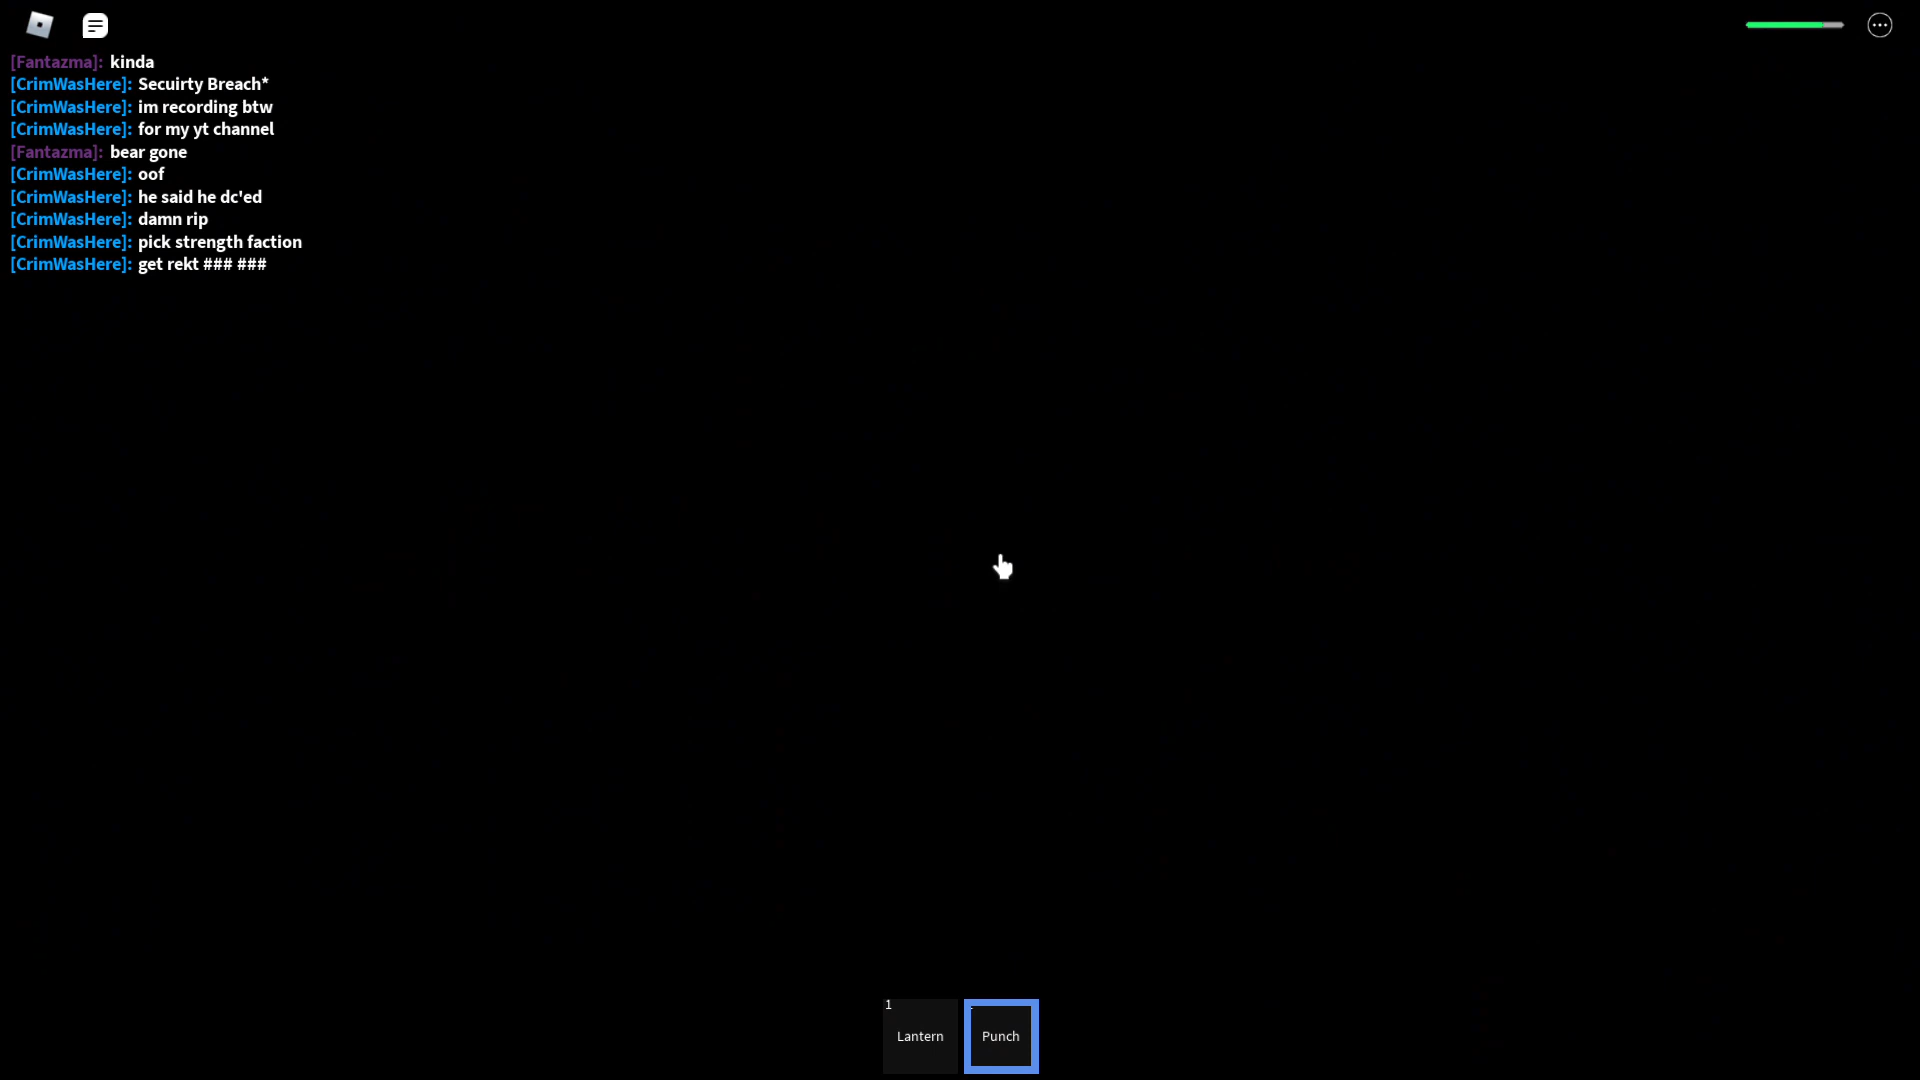 [Fantazma]: kinda
[CrimWasHere]: Secuirty Breach*
[CrimWasHere]: im recording btw
[CrimWasHere]: for my yt channel
[Fantazma]: bear gone
[CrimWasHere]: oof
[CrimWasHere]: he said he dc'ed
[CrimWasHere]: damn rip
[CrimWasHere]: pick strength faction
[CrimWasHere]: get rekt ### ###
1
Lantern
Punch